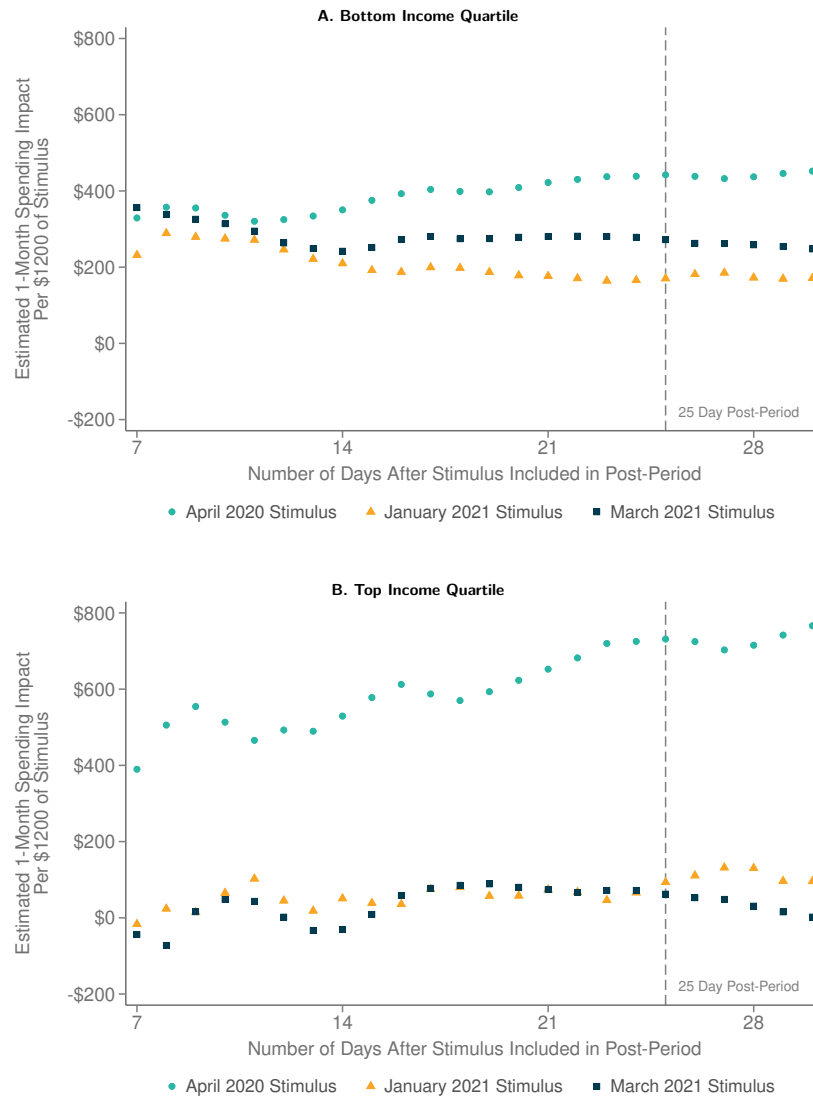 A. Bottom Income Quartile
$800
$600
$400
$200
$0
-$200
Estimated 1-Month Spending Impact
Per $1200 of Stimulus
25 Day Post-Period
7 14 21 28
Number of Days After Stimulus Included in Post-Period
April 2020 Stimulus January 2021 Stimulus March 2021 Stimulus
B. Top Income Quartile
$800
$600
$400
$200
$0
-$200
Estimated 1-Month Spending Impact
Per $1200 of Stimulus
25 Day Post-Period
7 14 21 28
Number of Days After Stimulus Included in Post-Period
April 2020 Stimulus January 2021 Stimulus March 2021 Stimulus